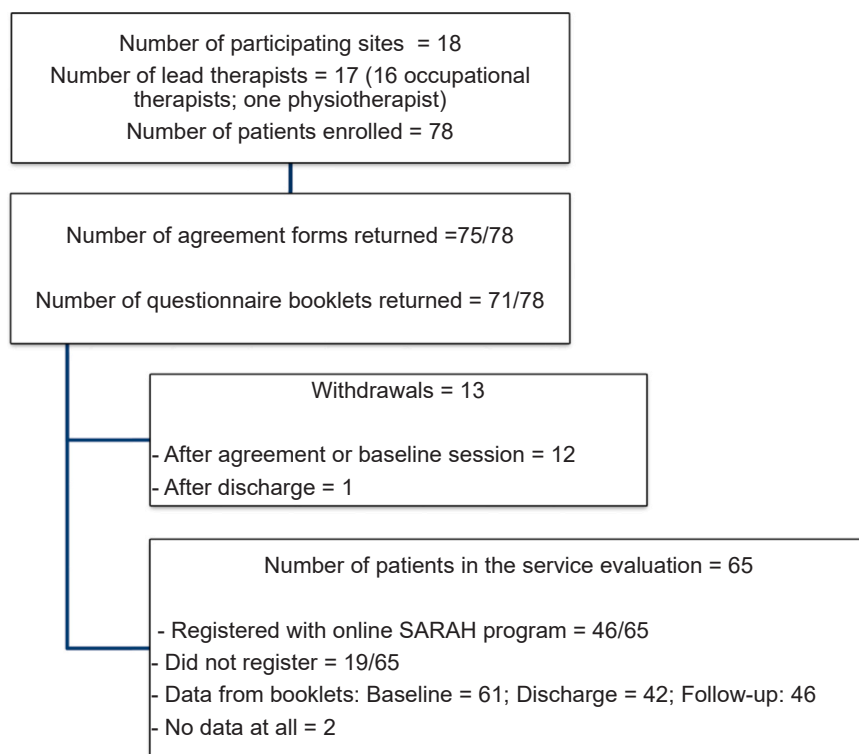 Number of participating sites = 18
Number of lead therapists = 17 (16 occupational
therapists; one physiotherapist)
Number of patients enrolled = 78
Number of agreement forms returned =75/78
Number of questionnaire booklets returned = 71/78
Withdrawals = 13
- After agreement or baseline session = 12
- After discharge = 1
Number of patients in the service evaluation = 65
- Registered with online SARAH program = 46/65
- Did not register = 19/65
- Data from booklets: Baseline = 61; Discharge = 42; Follow-up: 46
- No data at all = 2